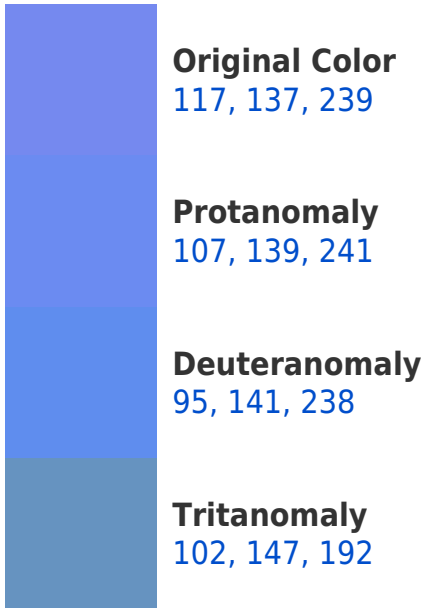 Original Color
117, 137, 239
Protanomaly
107, 139, 241
Deuteranomaly
95, 141, 238
Tritanomaly
102, 147, 192